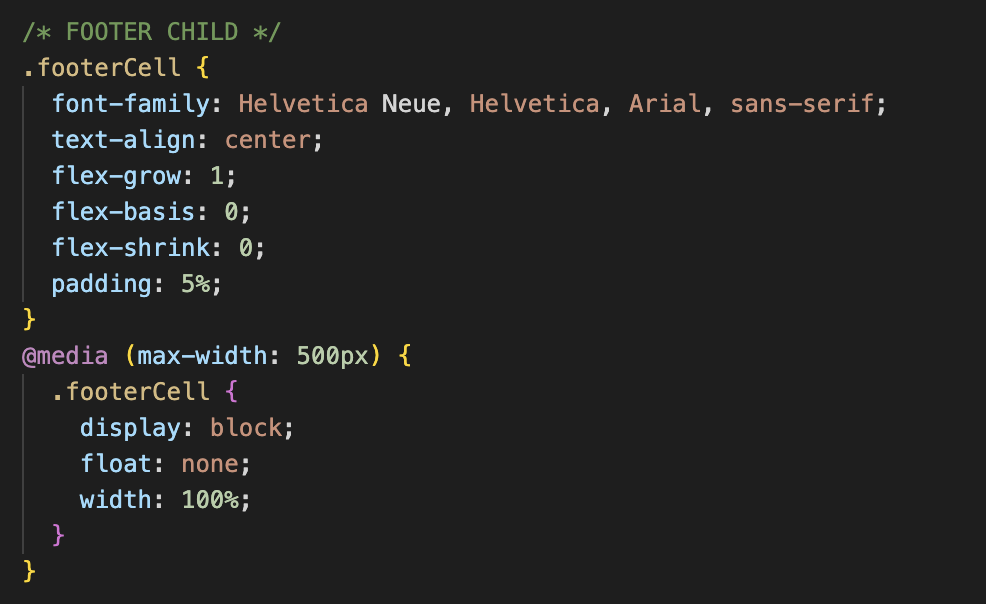 /* FOOTER CHILD */
.footerCell {
  font-family: Helvetica Neue, Helvetica, Arial, sans-serif;
  text-align: center;
  flex-grow: 1;
  flex-basis: 0;
  flex-shrink: 0;
  padding: 5%;
}
@media (max-width: 500px) {
  .footerCell {
    display: block;
    float: none;
    width: 100%;
  }
}